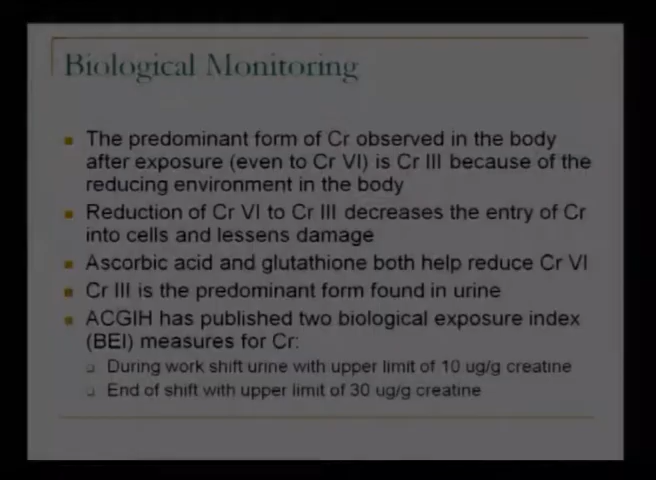 Biological Monitoring
The predominant form of Cr observed in the body
after exposure (even to Cr VI) is Cr III because of the
reducing environment in the body
Reduction of Cr VI to Cr III decreases the entry of Cr
into cells and lessens damage
Ascorbic acid and glutathione both help reduce Cr VI
Cr III is the predominant form found in urine
ACGIH has published two biological exposure index
(BEI) measures for Cr:
During work shift urine with upper limit of 10 ug/g creatine
End of shift with upper limit of 30 ug/g creatine